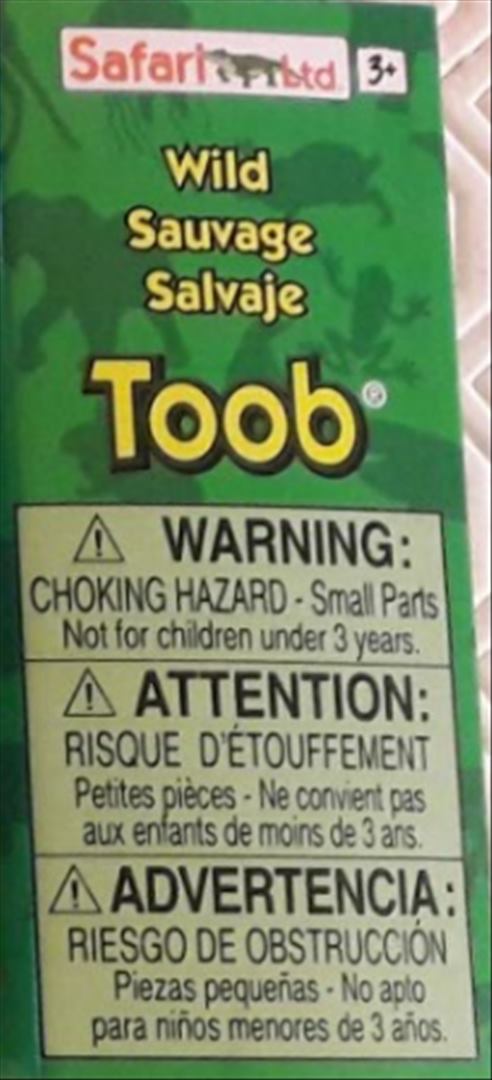 Safari Ltd. 3+
Wild
Sauvage
Salvaje
Toob®
WARNING:
CHOKING HAZARD - Small Parts
Not for children under 3 years.
ATTENTION:
RISQUE D'ÉTOUFFEMENT
Petites pièces - Ne convient pas
aux enfants de moins de 3 ans.
ADVERTENCIA:
RIESGO DE OBSTRUCCIÓN
Piezas pequeñas - No apto
para niños menores de 3 años.